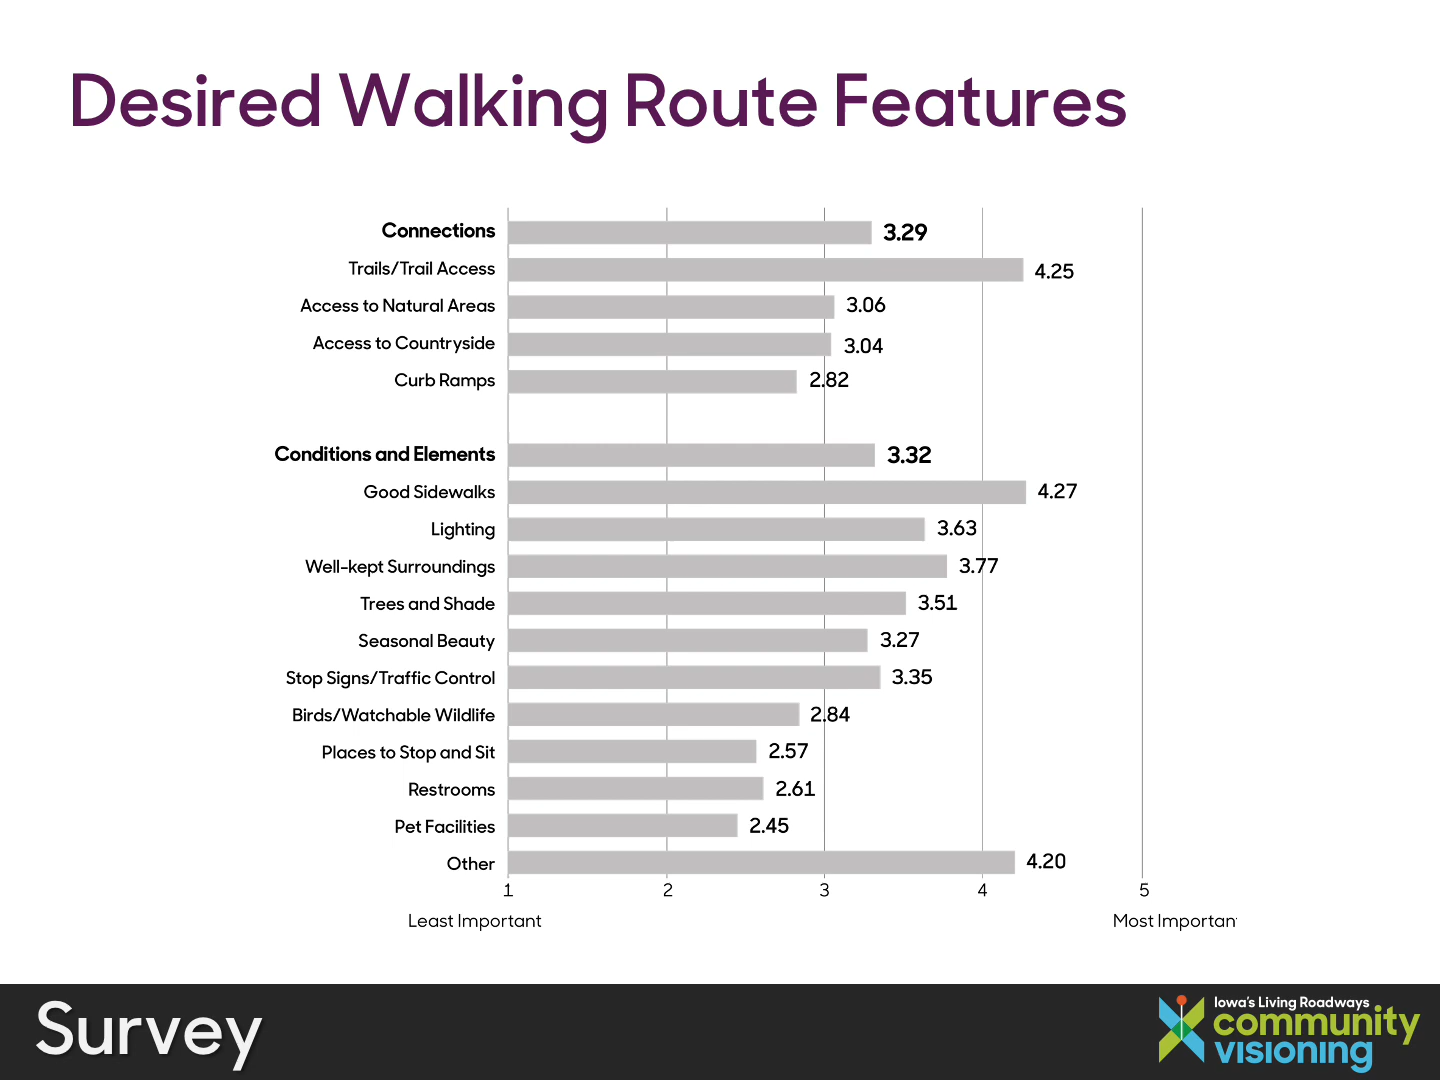 Desired Walking Route Features
Connections 3.29
Trails/Trail Access 4.25
Access to Natural Areas 3.06
Access to Countryside 3.04
Curb Ramps 2.82
Conditions and Elements 3.32
Good Sidewalks 4.27
Lighting 3.63
Well-kept Surroundings 3.77
Trees and Shade 3.51
Seasonal Beauty 3.27
Stop Signs/Traffic Control 3.35
Birds/Watchable Wildlife 2.84
Places to Stop and Sit 2.57
Restrooms 2.61
Pet Facilities 2.45
Other 4.20
1 2 3 4 5
Least Important Most Importan
Survey
Iowa's Living Roadways
community
visioning